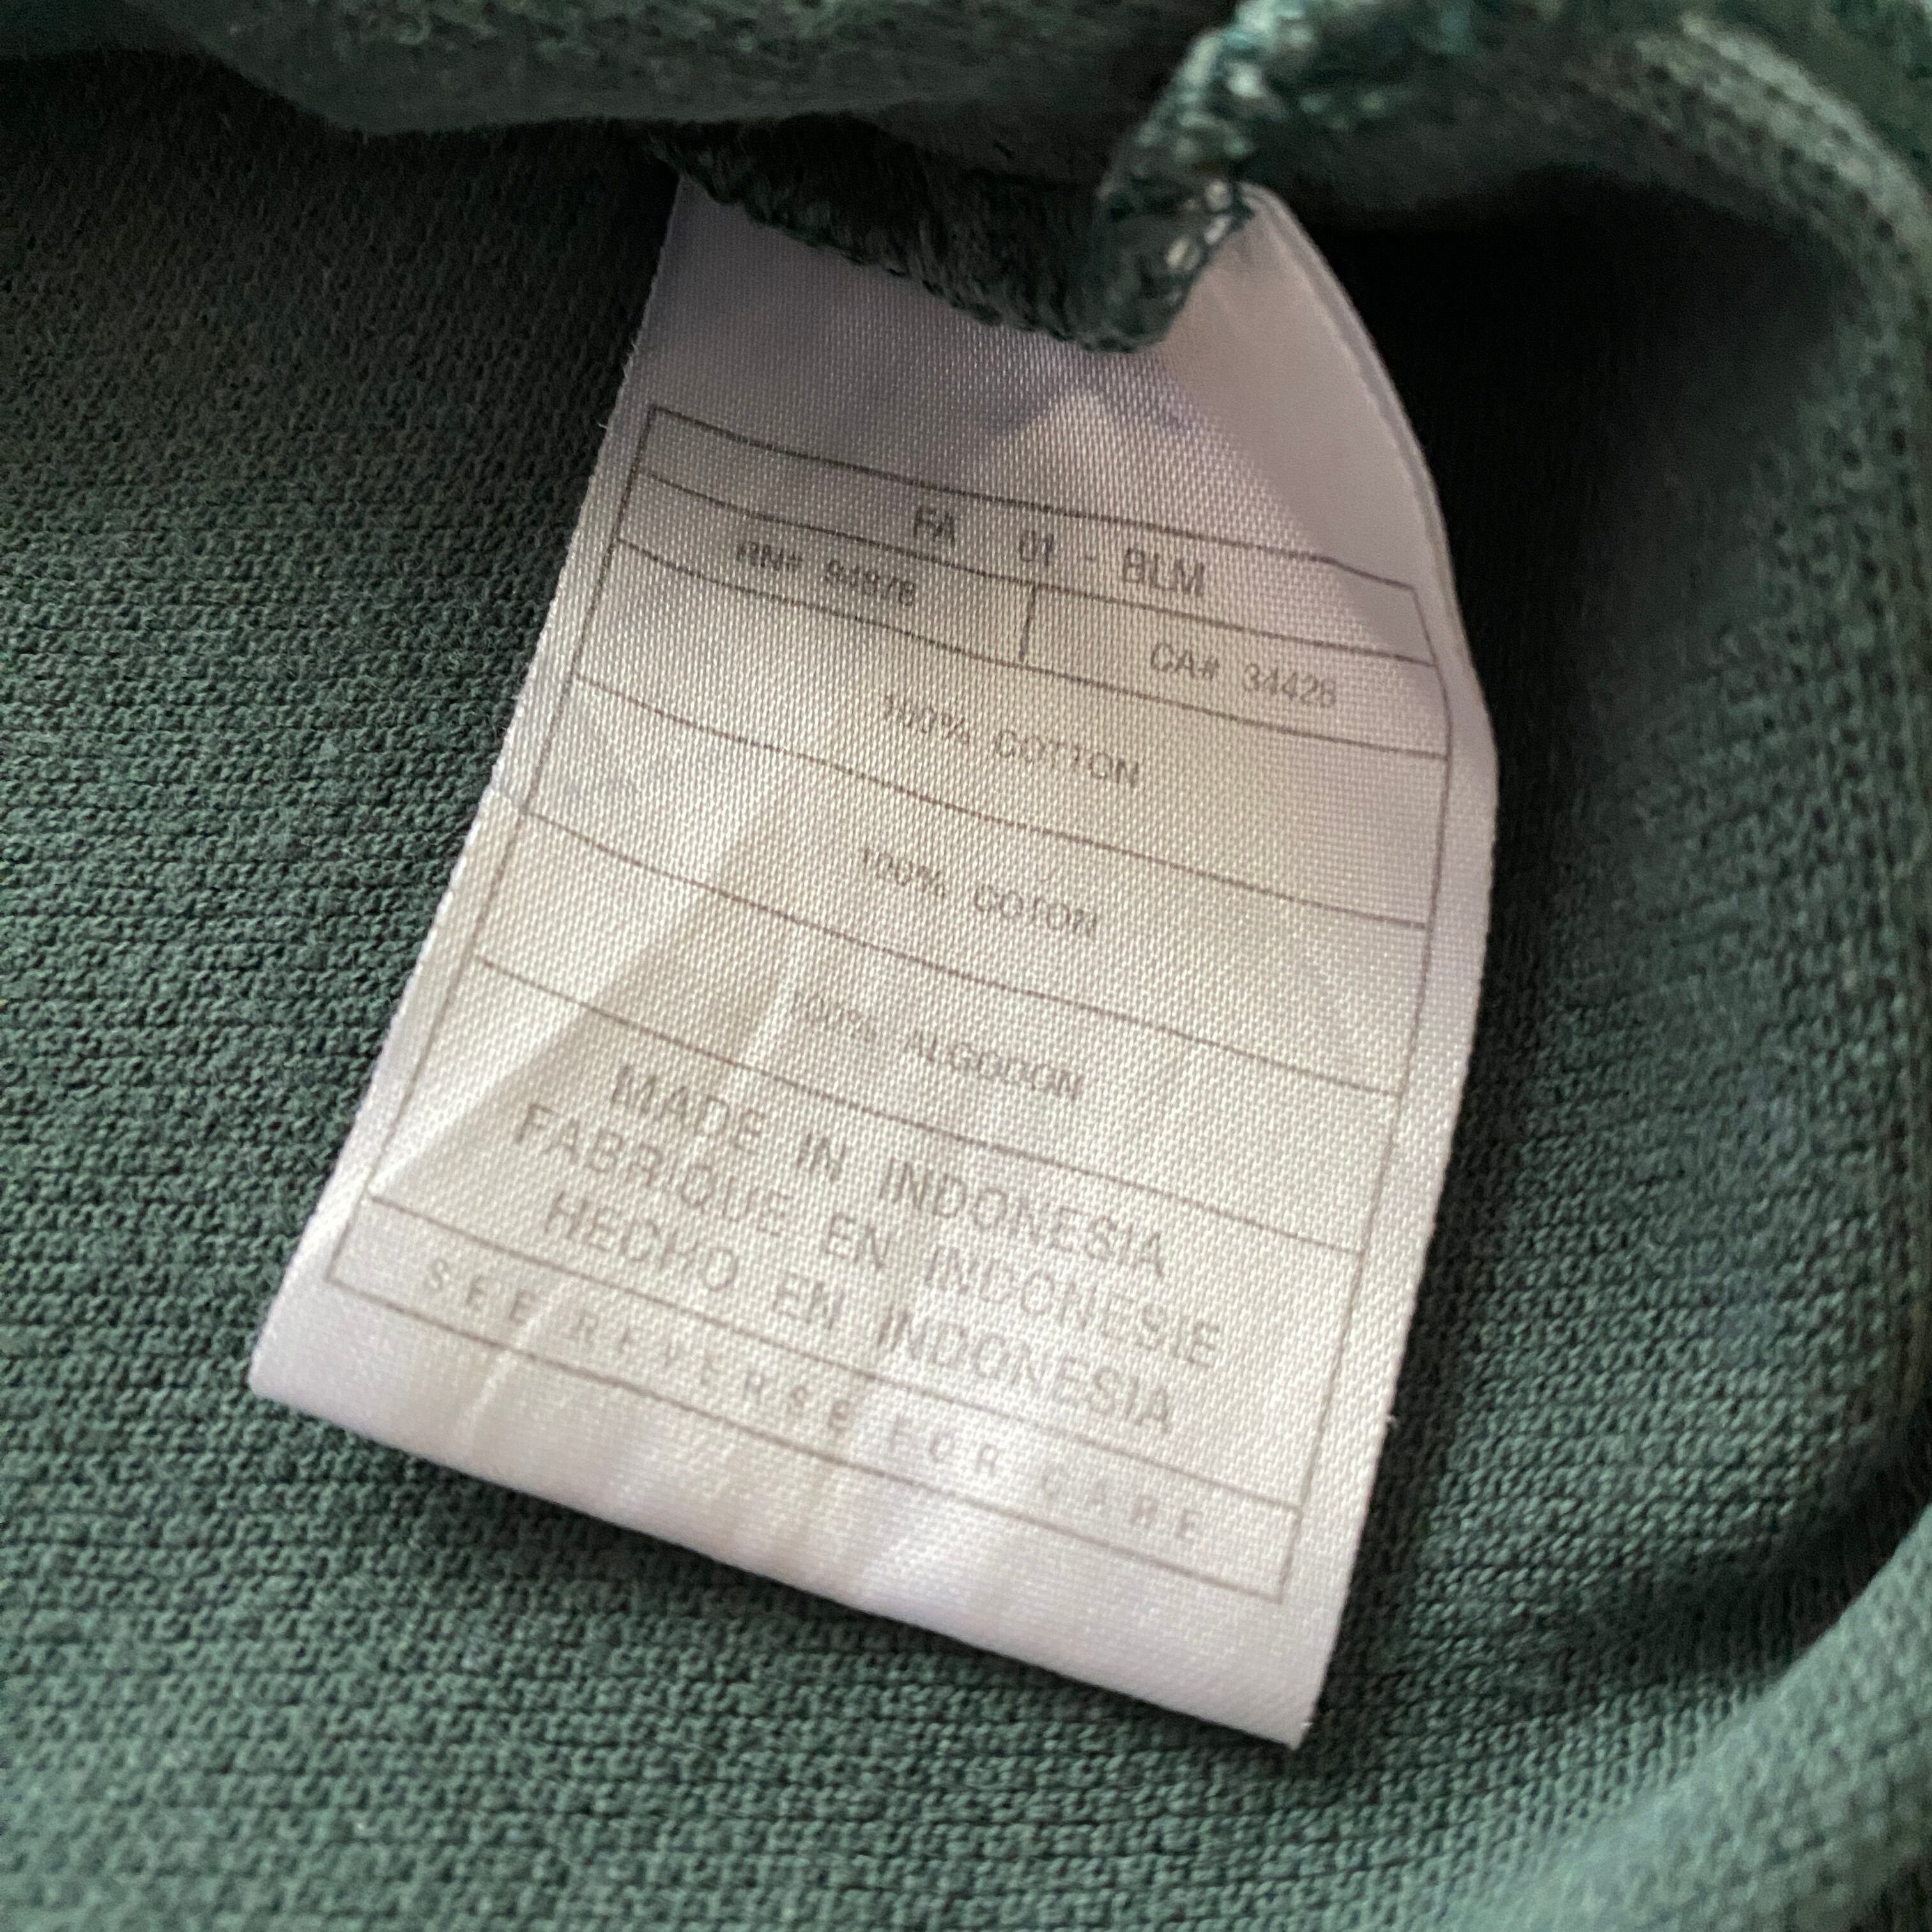 FA 01 - BLM
RN# 94978 CA# 34426
100% COTTON
100% COTON
100% ALGODON
MADE IN INDONESIA
FABRIQUE EN INDONESIE
HECHO EN INDONESIA
SEE REVERSE FOR CARE